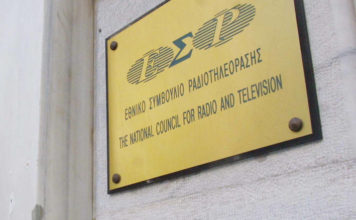 ΕΣΡ
ΕΘΝΙΚΟ ΣΥΜΒΟΥΛΙΟ ΡΑΔΙΟΤΗΛΕΟΡΑΣΗΣ
THE NATIONAL COUNCIL FOR RADIO AND TELEVISION